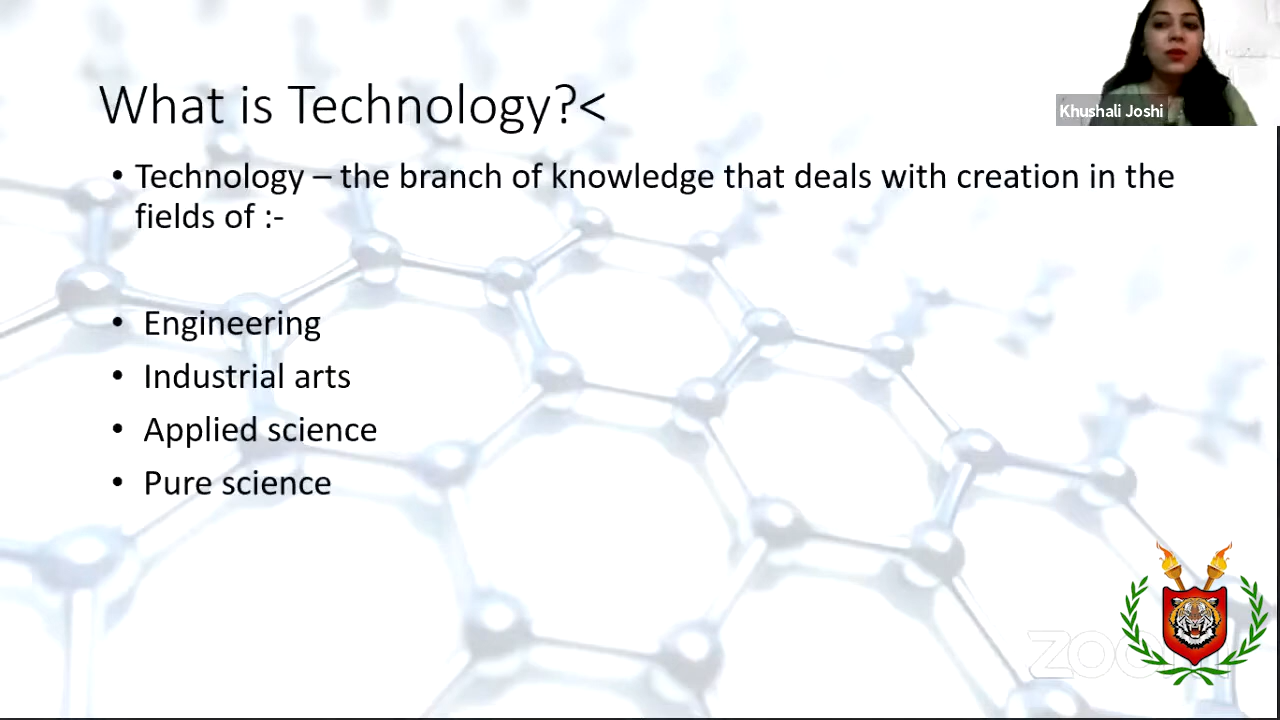 What is Technology?<
Khushali Joshi
• Technology – the branch of knowledge that deals with creation in the
fields of :-
• Engineering
• Industrial arts
• Applied science
• Pure science
zoom